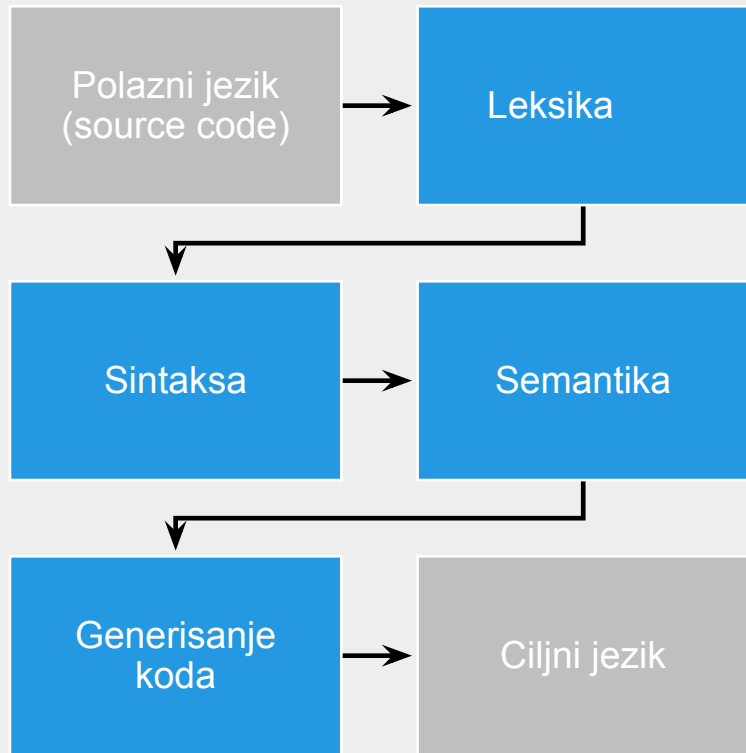 Polazni jezik
(source code)
Leksika
Sintaksa
Semantika
Generisanje
koda
Ciljni jezik